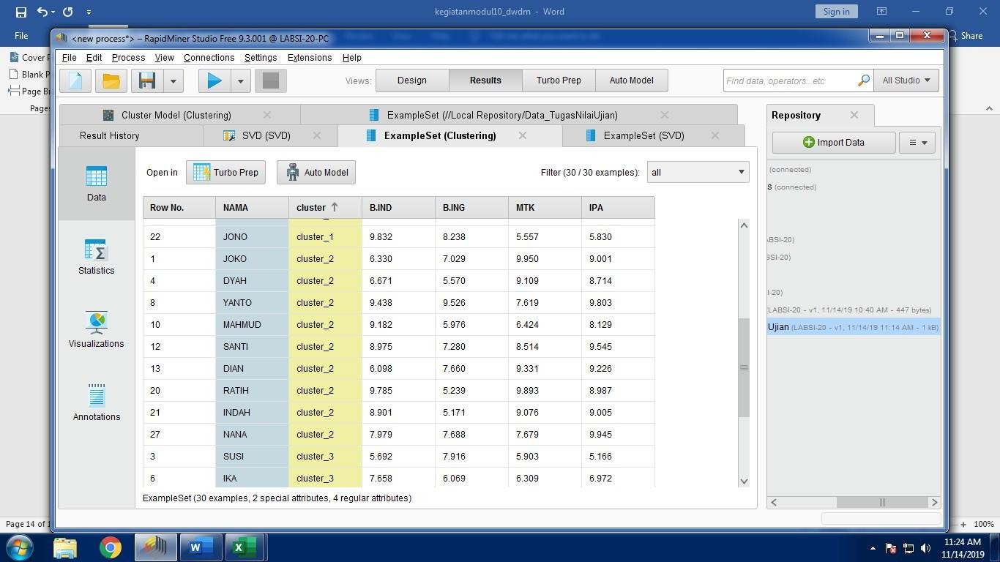 kegiatanmodul10_dwdm - Word
Sign in
File
Share
Cover
Blank P
Page Br
Pages
<new process*> – RapidMiner Studio Free 9.3.001 @ LABSI-20-PC
File Edit Process View Connections Settings Extensions Help
Views: Design Results Turbo Prep Auto Model
Find data, operators...etc All Studio
Cluster Model (Clustering) ExampleSet (//Local Repository/Data_TugasNilaiUjian)
Result History SVD (SVD) ExampleSet (Clustering) ExampleSet (SVD)
Repository
Import Data
Data
Statistics
Visualizations
Annotations
Open in Turbo Prep Auto Model Filter (30 / 30 examples): all
Row No. NAMA cluster B.IND B.ING MTK IPA
22 JONO cluster_1 9.832 8.238 5.557 5.830
1 JOKO cluster_2 6.330 7.029 9.950 9.001
4 DYAH cluster_2 6.671 5.570 9.109 8.714
8 YANTO cluster_2 9.438 9.526 7.619 9.803
10 MAHMUD cluster_2 9.182 5.976 6.424 8.129
12 SANTI cluster_2 8.975 7.280 8.514 9.545
13 DIAN cluster_2 6.098 7.660 9.331 9.226
20 RATIH cluster_2 9.785 5.239 9.893 8.987
21 INDAH cluster_2 8.901 5.171 9.076 9.005
27 NANA cluster_2 7.979 7.688 7.679 9.945
3 SUSI cluster_3 5.692 7.916 5.903 5.166
6 IKA cluster_3 7.658 6.069 6.309 6.972
ExampleSet (30 examples, 2 special attributes, 4 regular attributes)
(connected)
s (connected)
ABSI-20)
BSI-20)
I-20)
LABSI-20 - v1, 11/14/19 10:40 AM - 447 bytes)
Ujian (LABSI-20 - v1, 11/14/19 11:14 AM - 1 kB)
Page 14 of 1
100%
11:24 AM
11/14/2019